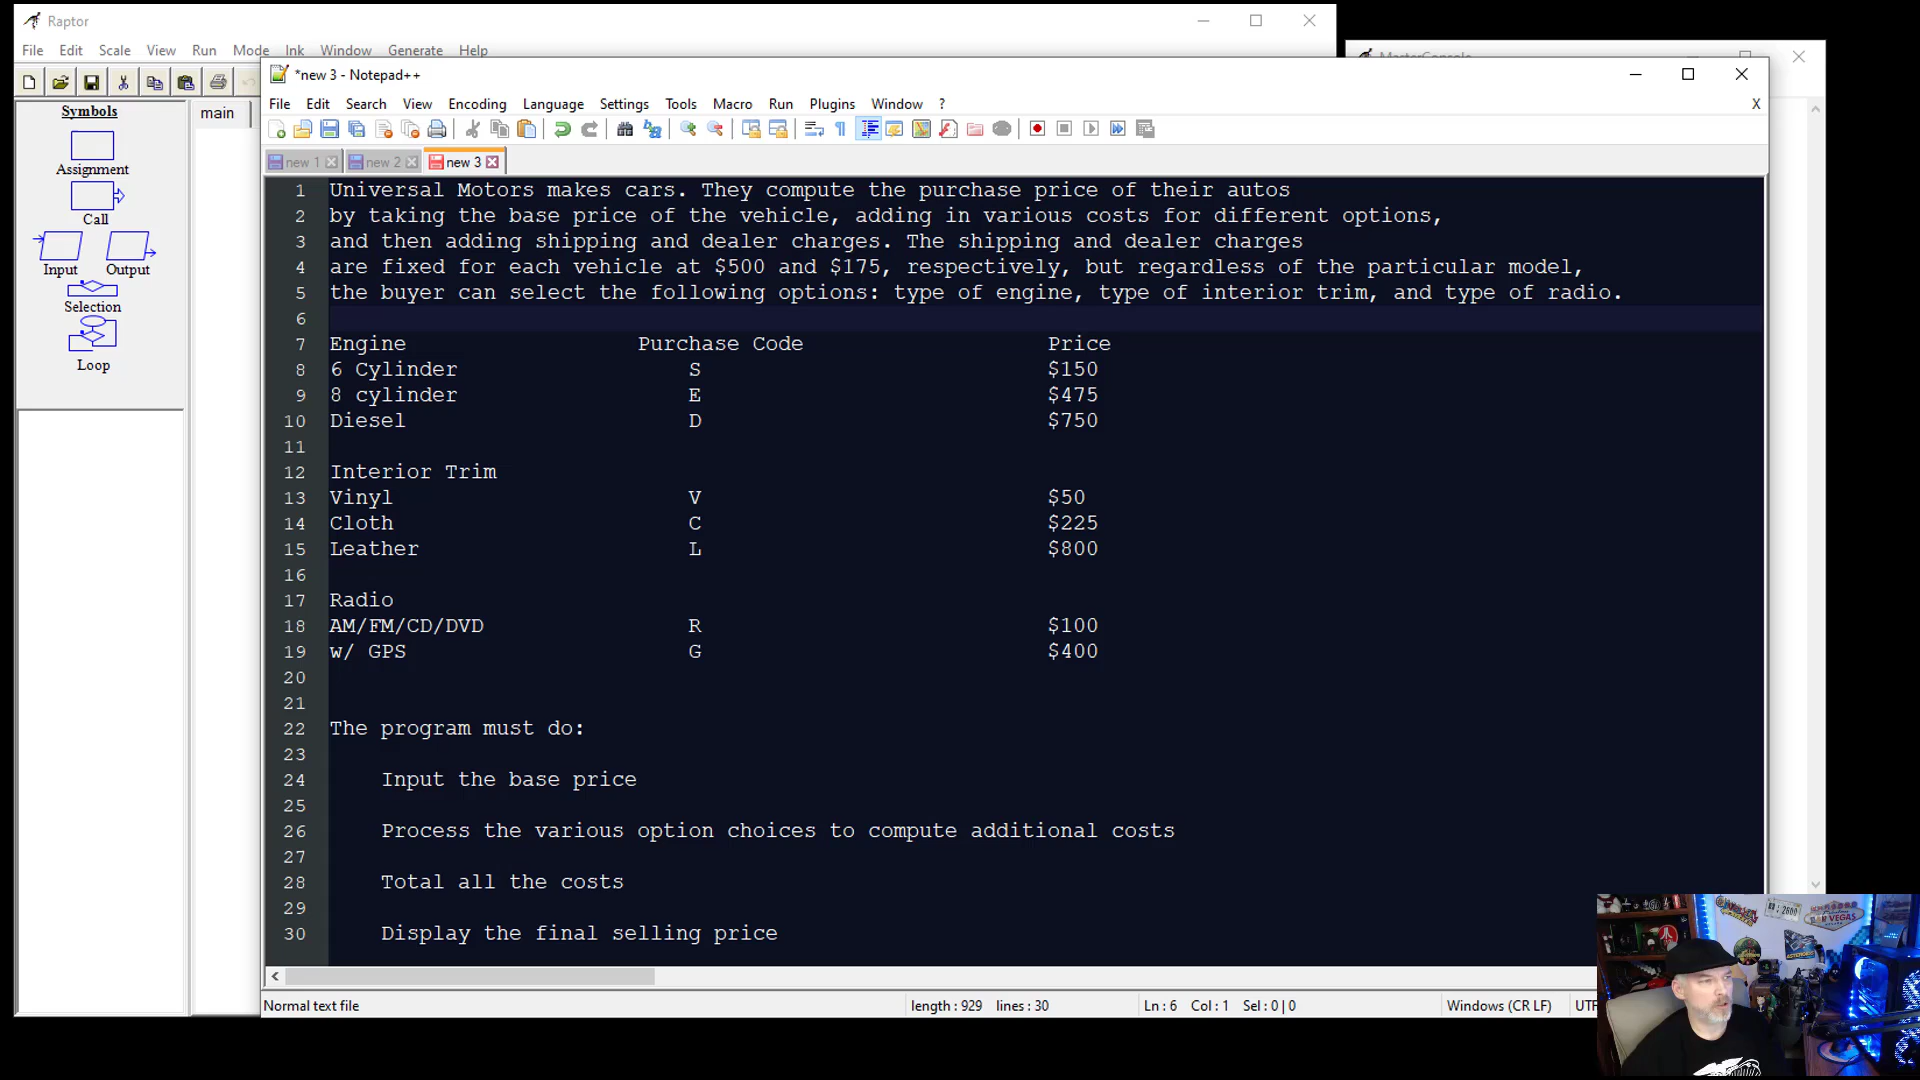 Raptor
File Edit Scale View Run Mode Ink Window Generate Help
MasterConsole
*new 3 - Notepad++
File Edit Search View Encoding Language Settings Tools Macro Run Plugins Window ? X
Symbols
main
Assignment
Call
Input Output
Selection
Loop
new 1 new 2 new 3
1 Universal Motors makes cars. They compute the purchase price of their autos
2 by taking the base price of the vehicle, adding in various costs for different options,
3 and then adding shipping and dealer charges. The shipping and dealer charges
4 are fixed for each vehicle at $500 and $175, respectively, but regardless of the particular model,
5 the buyer can select the following options: type of engine, type of interior trim, and type of radio.
6
7 Engine Purchase Code Price
8 6 Cylinder S $150
9 8 cylinder E $475
10 Diesel D $750
11
12 Interior Trim
13 Vinyl V $50
14 Cloth C $225
15 Leather L $800
16
17 Radio
18 AM/FM/CD/DVD R $100
19 w/ GPS G $400
20
21
22 The program must do:
23
24 Input the base price
25
26 Process the various option choices to compute additional costs
27
28 Total all the costs
29
30 Display the final selling price
Normal text file length : 929 lines : 30 Ln : 6 Col : 1 Sel : 0 | 0 Windows (CR LF) UTF
2600
VEGAS